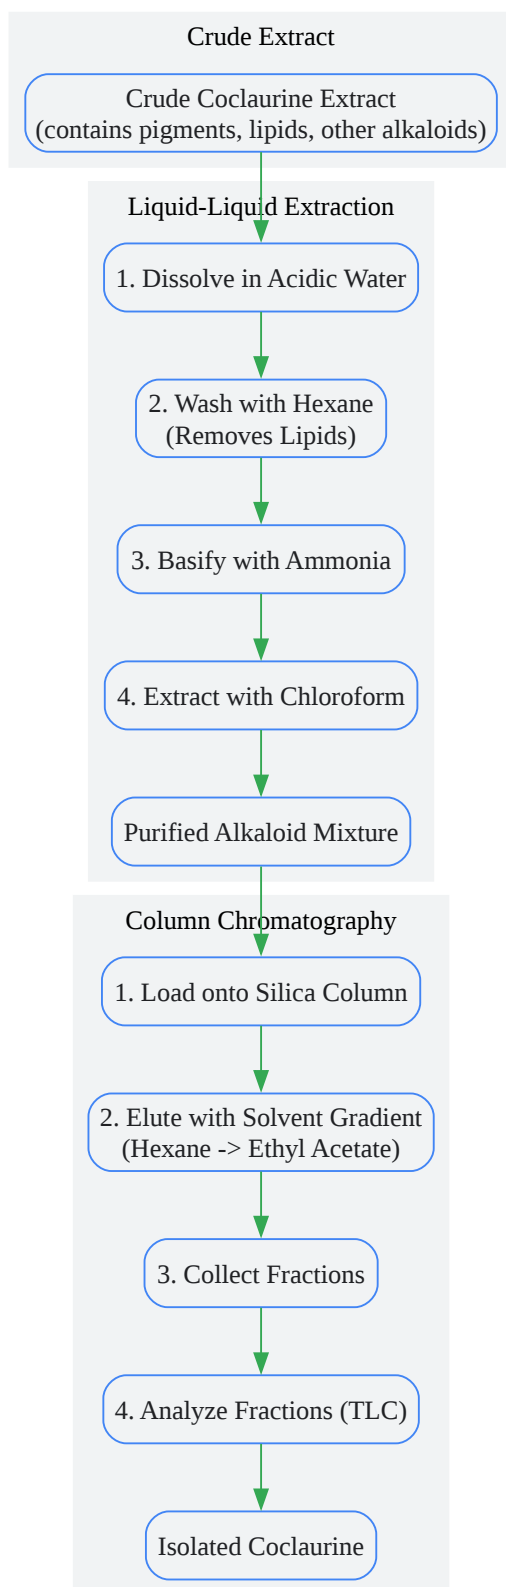 Crude Extract
Crude Coclaurine Extract
(contains pigments, lipids, other alkaloids)
Liquid-Liquid Extraction
1. Dissolve in Acidic Water
2. Wash with Hexane
(Removes Lipids)
3. Basify with Ammonia
4. Extract with Chloroform
Purified Alkaloid Mixture
Column Chromatography
1. Load onto Silica Column
2. Elute with Solvent Gradient
(Hexane -> Ethyl Acetate)
3. Collect Fractions
4. Analyze Fractions (TLC)
Isolated Coclaurine